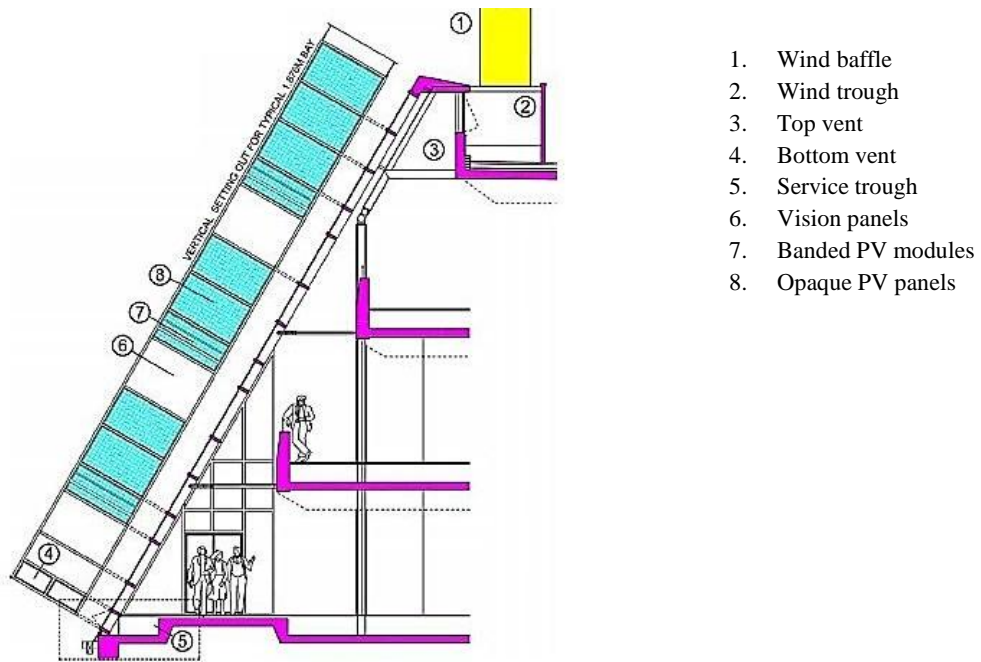 1
2
3
VERTICAL SETTING OUT FOR TYPICAL 1.876M BAY
8
7
6
4
5
1. Wind baffle
2. Wind trough
3. Top vent
4. Bottom vent
5. Service trough
6. Vision panels
7. Banded PV modules
8. Opaque PV panels